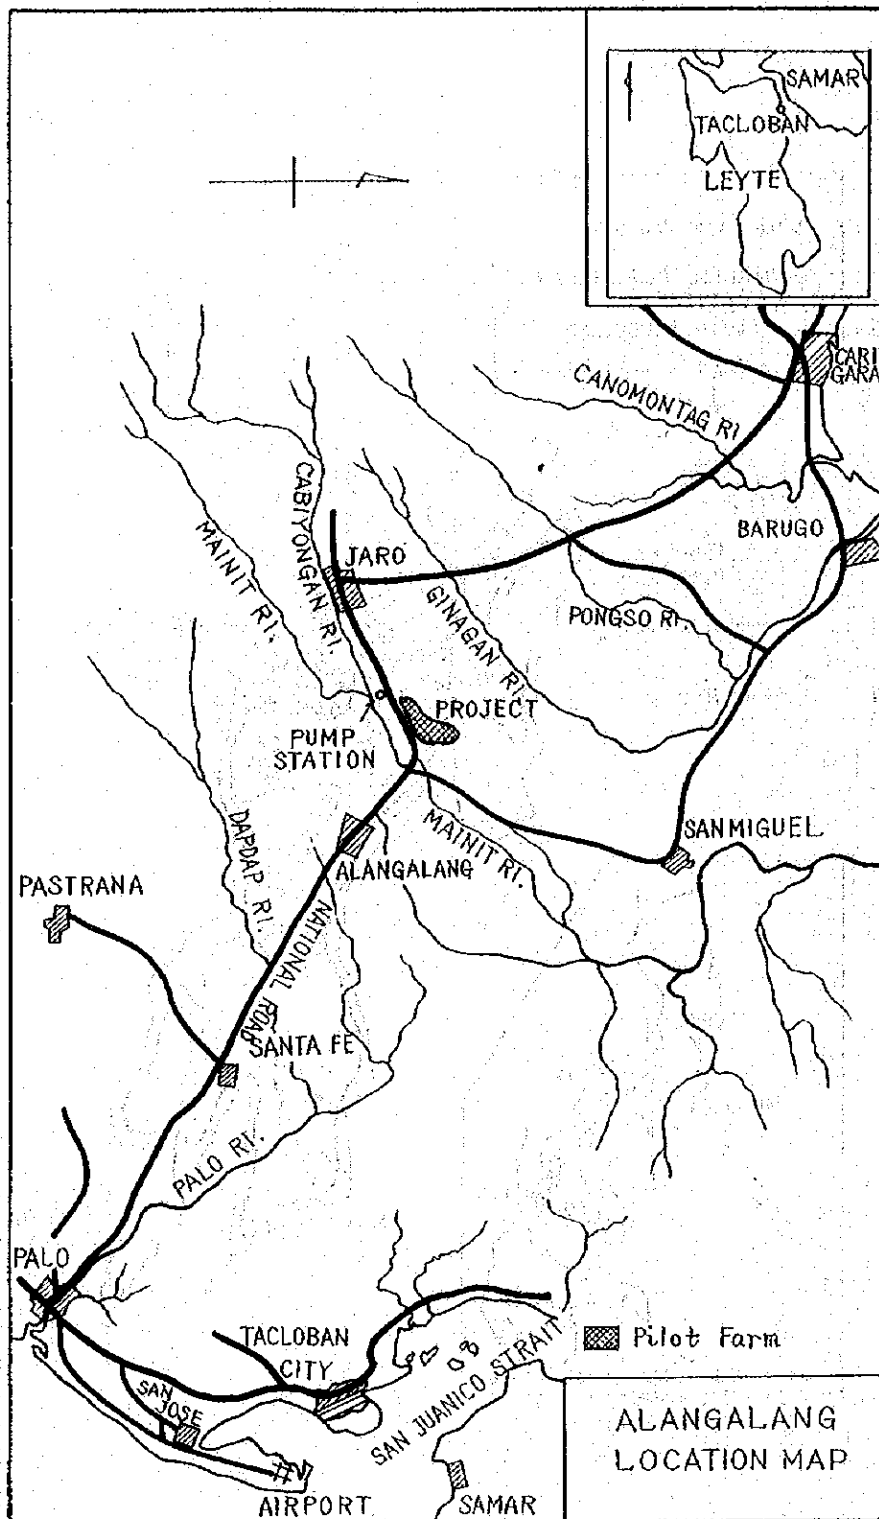 SAMAR
TACLOBAN
LEYTE
CARI
GARA
CANOMONTAG RI.
CABIYONGAN RI.
MAINIT RI.
BARUGO
JARO
GINAGAN RI.
PONGSO RI.
PROJECT
PUMP
STATION
DAPDAP RI.
MAINIT RI.
SAN MIGUEL
ALANGALANG
PASTRANA
NATIONAL ROAD
SANTA FE
PALO RI.
PALO
TACLOBAN
CITY
SAN JUANICO STRAIT
Pilot Farm
SAN
JOSE
AIRPORT
SAMAR
ALANGALANG
LOCATION MAP